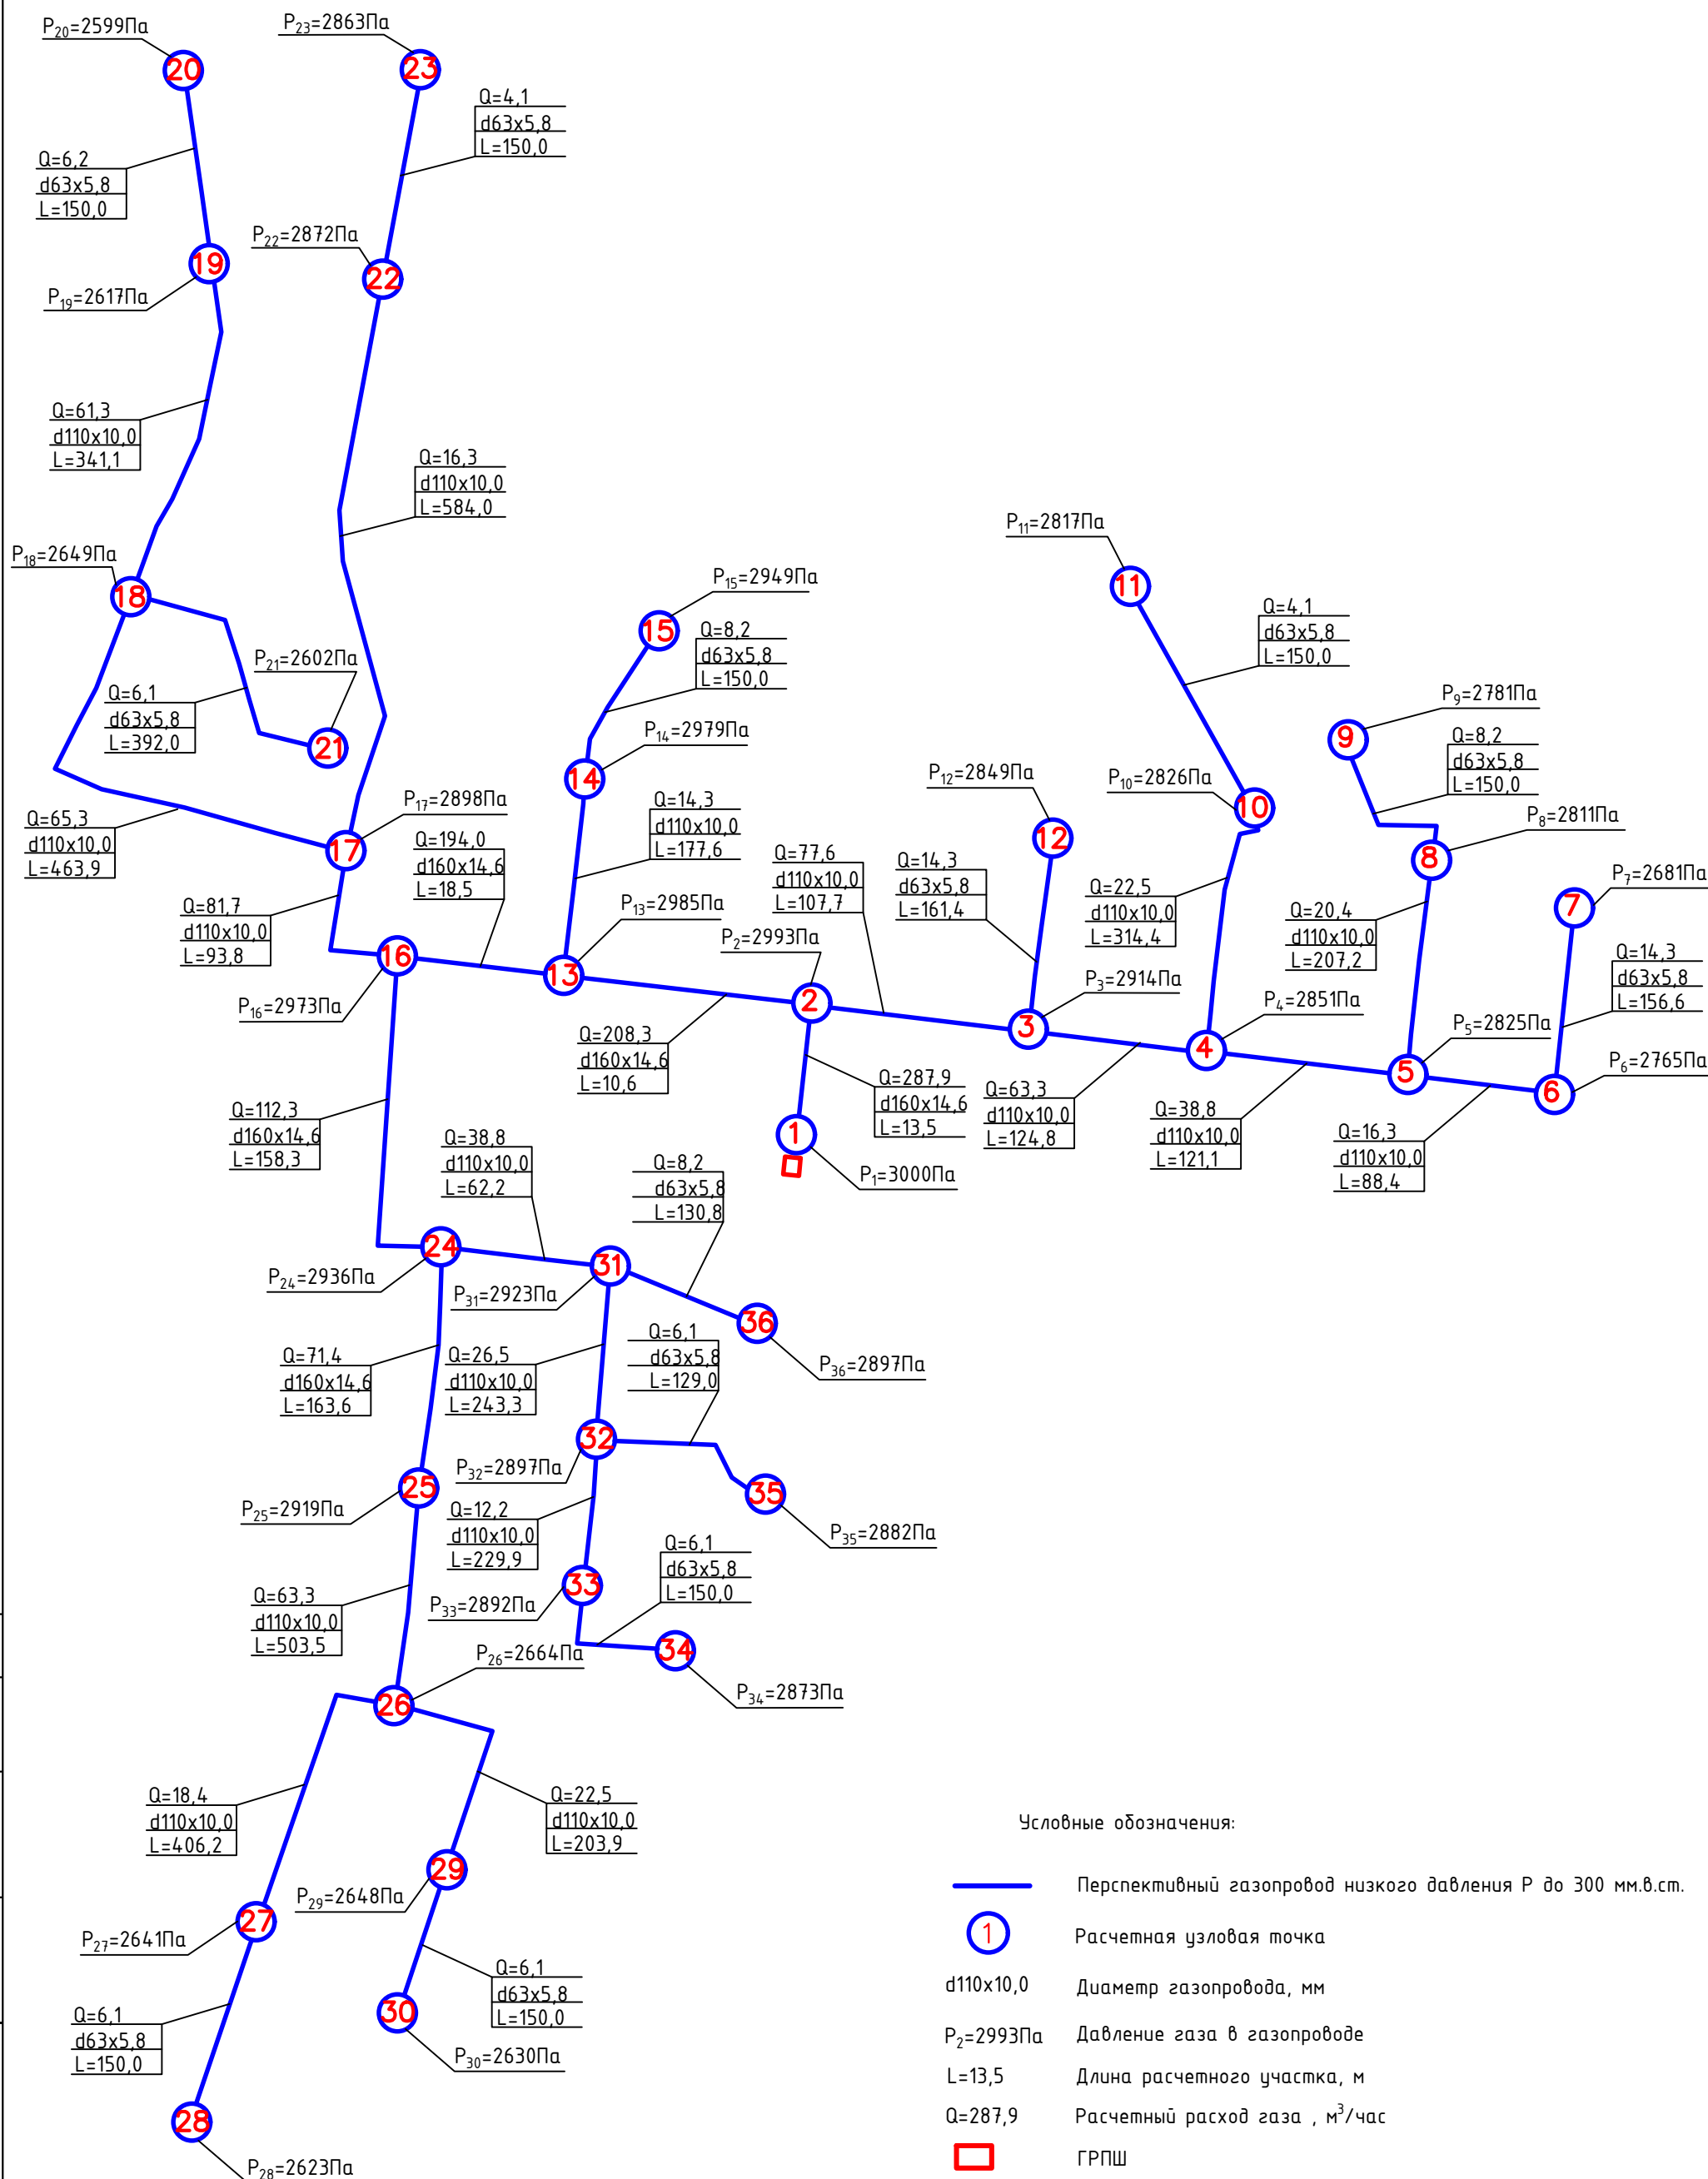 P20=2599Па
P23=2863Па
20
23
Q=4,1
d63x5,8
L=150,0
Q=6,2
d63x5,8
L=150,0
P22=2872Па
19
22
P19=2617Па
Q=61,3
d110x10,0
L=341,1
Q=16,3
d110x10,0
L=584,0
P11=2817Па
P18=2649Па
18
P15=2949Па
15
11
Q=8,2
d63x5,8
L=150,0
Q=4,1
d63x5,8
L=150,0
P21=2602Па
Q=6,1
d63x5,8
L=392,0
21
P14=2979Па
14
P9=2781Па
9
Q=8,2
d63x5,8
L=150,0
P12=2849Па
12
P10=2826Па
10
P17=2898Па
17
Q=65,3
d110x10,0
L=463,9
Q=194,0
d160x14,6
L=18,5
Q=14,3
d110x10,0
L=177,6
Q=77,6
d110x10,0
L=107,7
Q=14,3
d63x5,8
L=161,4
Q=22,5
d110x10,0
L=314,4
P8=2811Па
8
P7=2681Па
7
Q=20,4
d110x10,0
L=207,2
Q=81,7
d110x10,0
L=93,8
P13=2985Па
13
P2=2993Па
2
P3=2914Па
3
P4=2851Па
4
P5=2825Па
5
Q=14,3
d63x5,8
L=156,6
P6=2765Па
6
16
P16=2973Па
Q=208,3
d160x14,6
L=10,6
Q=287,9
d160x14,6
L=13,5
Q=63,3
d110x10,0
L=124,8
Q=38,8
d110x10,0
L=121,1
Q=16,3
d110x10,0
L=88,4
1
P1=3000Па
Q=112,3
d160x14,6
L=158,3
Q=38,8
d110x10,0
L=62,2
Q=8,2
d63x5,8
L=130,8
24
P24=2936Па
31
P31=2923Па
36
P36=2897Па
Q=71,4
d160x14,6
L=163,6
Q=26,5
d110x10,0
L=243,3
Q=6,1
d63x5,8
L=129,0
32
P32=2897Па
35
P35=2882Па
25
P25=2919Па
Q=12,2
d110x10,0
L=229,9
Q=6,1
d63x5,8
L=150,0
33
P33=2892Па
Q=63,3
d110x10,0
L=503,5
34
P34=2873Па
P26=2664Па
26
Q=18,4
d110x10,0
L=406,2
Q=22,5
d110x10,0
L=203,9
29
P29=2648Па
27
P27=2641Па
Q=6,1
d63x5,8
L=150,0
30
P30=2630Па
Q=6,1
d63x5,8
L=150,0
28
P28=2623Па
Условные обозначения:
Перспективный газопровод низкого давления Р до 300 мм.в.ст.
1 Расчетная узловая точка
d110x10,0 Диаметр газопровода, мм
P2=2993Па Давление газа в газопроводе
L=13,5 Длина расчетного участка, м
Q=287,9 Расчетный расход газа , м³/час
ГРПШ